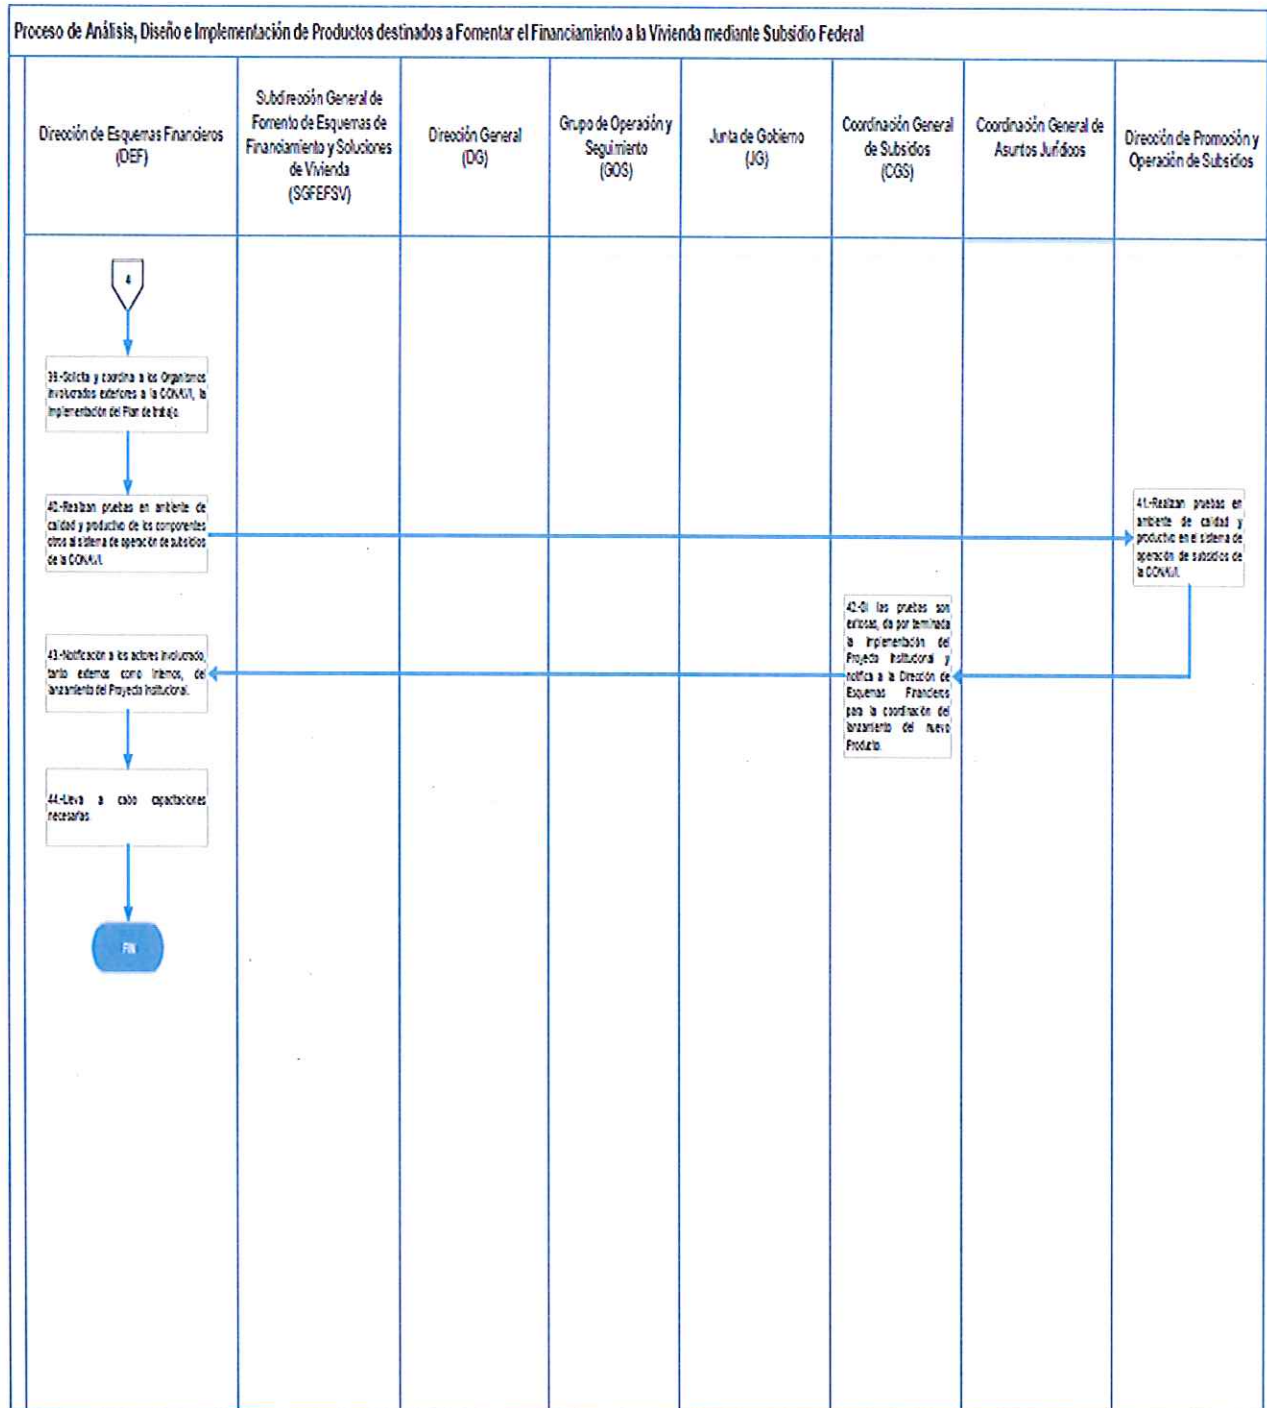 Proceso de Análisis, Diseño e Implementación de Productos destinados a Fomentar el Financiamiento a la Vivienda mediante Subsidio Federal
Dirección de Esquemas Financieros
(DEF)
Subdirección General de
Fomento de Esquemas de
Financiamiento y Soluciones
de Vivienda
(SGFEFSV)
Dirección General
(DG)
Grupo de Operación y
Seguimiento
(GOS)
Junta de Gobierno
(JG)
Coordinación General
de Subsidios
(CGS)
Coordinación General de
Asuntos Jurídicos
Dirección de Promoción y
Operación de Subsidios
4
39.-Solicita y coordina a los Organismos
involucrados exteriores a la CONAVI, la
implementación del Plan de trabajo.
40.-Realizan pruebas en ambiente de
calidad y productivo de los componentes
otros al sistema de operación de subsidios
de la CONAVI.
41.-Realizan pruebas en
ambiente de calidad y
productivo en el sistema de
operación de subsidios de
la CONAVI.
42-Si las pruebas son
exitosas, da por terminada
la implementación del
Proyecto Institucional y
notifica a la Dirección de
Esquemas Financieros
para la coordinación del
lanzamiento del nuevo
Producto.
43.-Notificación a los actores involucrado,
tanto externos como internos, del
lanzamiento del Proyecto Institucional.
44.-Lleva a cabo capacitaciones
necesarias
FIN